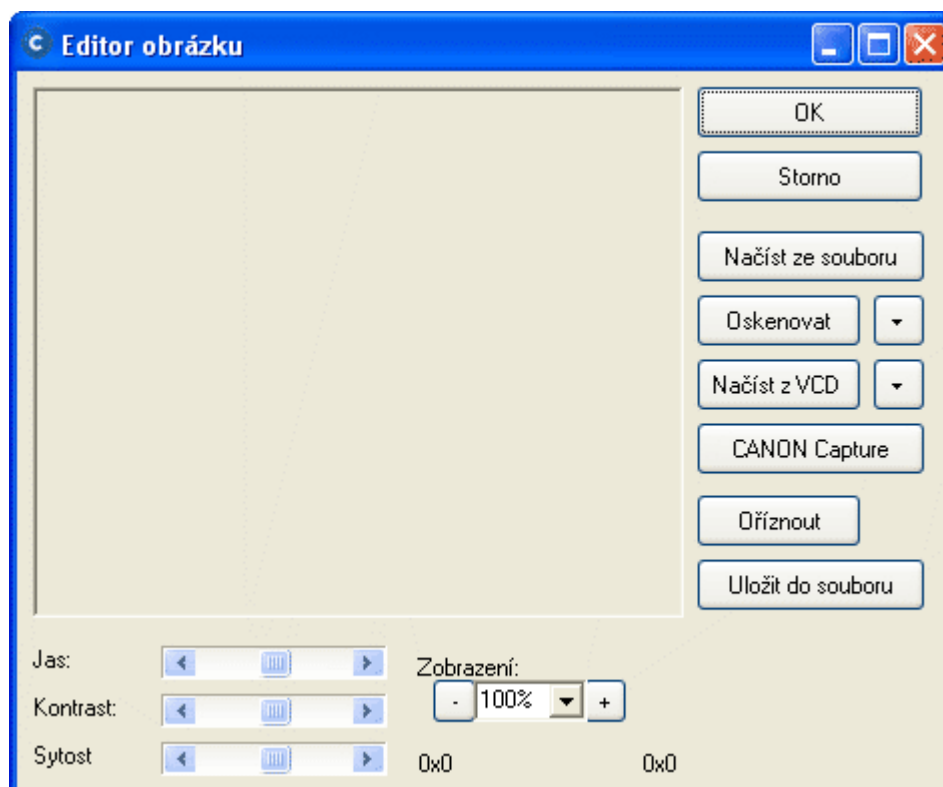 Editor obrázku
OK
Storno
Načíst ze souboru
Oskenovat
Načíst z VCD
CANON Capture
Oříznout
Uložit do souboru
Jas:
Kontrast:
Sytost
Zobrazení:
- 100% +
0x0 0x0